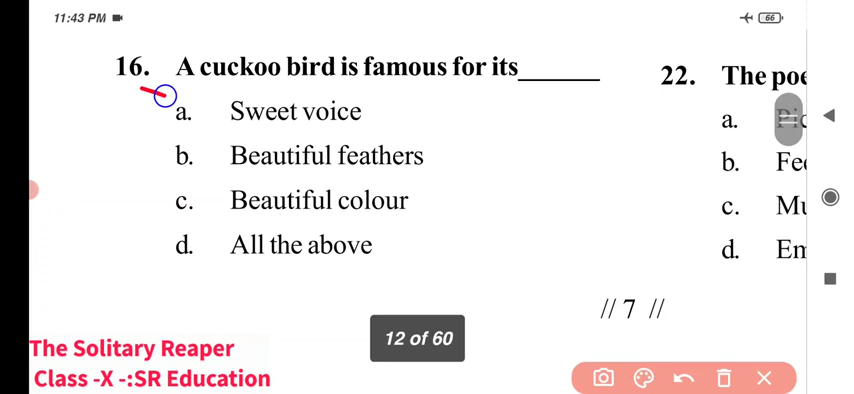 11:43 PM
66
16. A cuckoo bird is famous for its______
a. Sweet voice
b. Beautiful feathers
c. Beautiful colour
d. All the above
22. The
a.
b.
c.
d.
// 7 //
12 of 60
The Solitary Reaper
Class -X -:SR Education